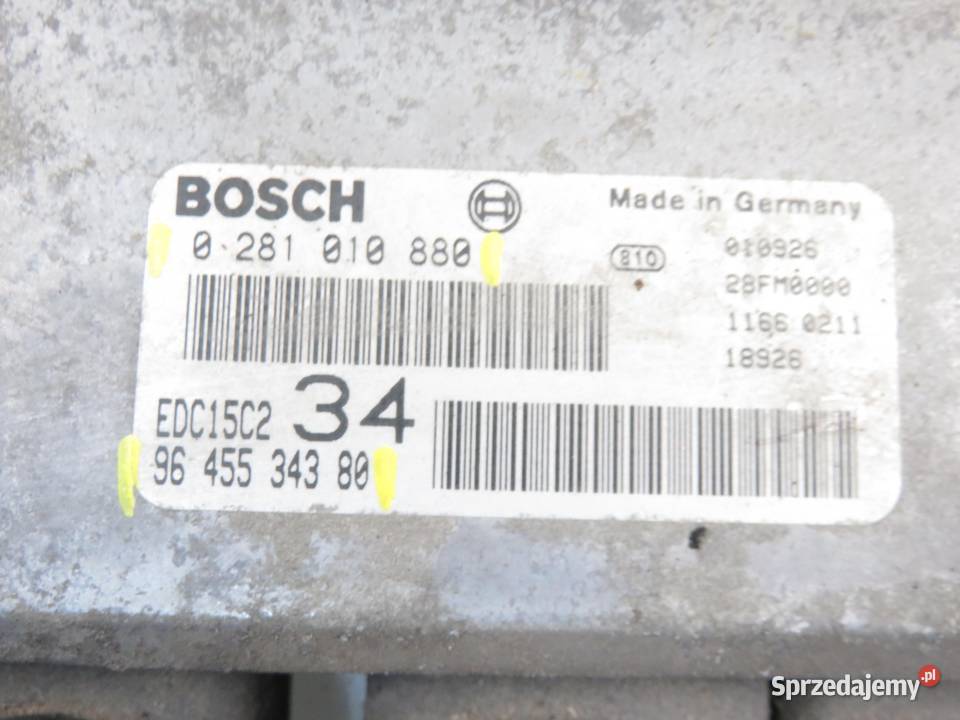 BOSCH
Made in Germany
0 281 010 880
810
010926
28FM0000
1166 0211
18926
EDC15C2 34
96 455 343 80
Sprzedajemy.pl